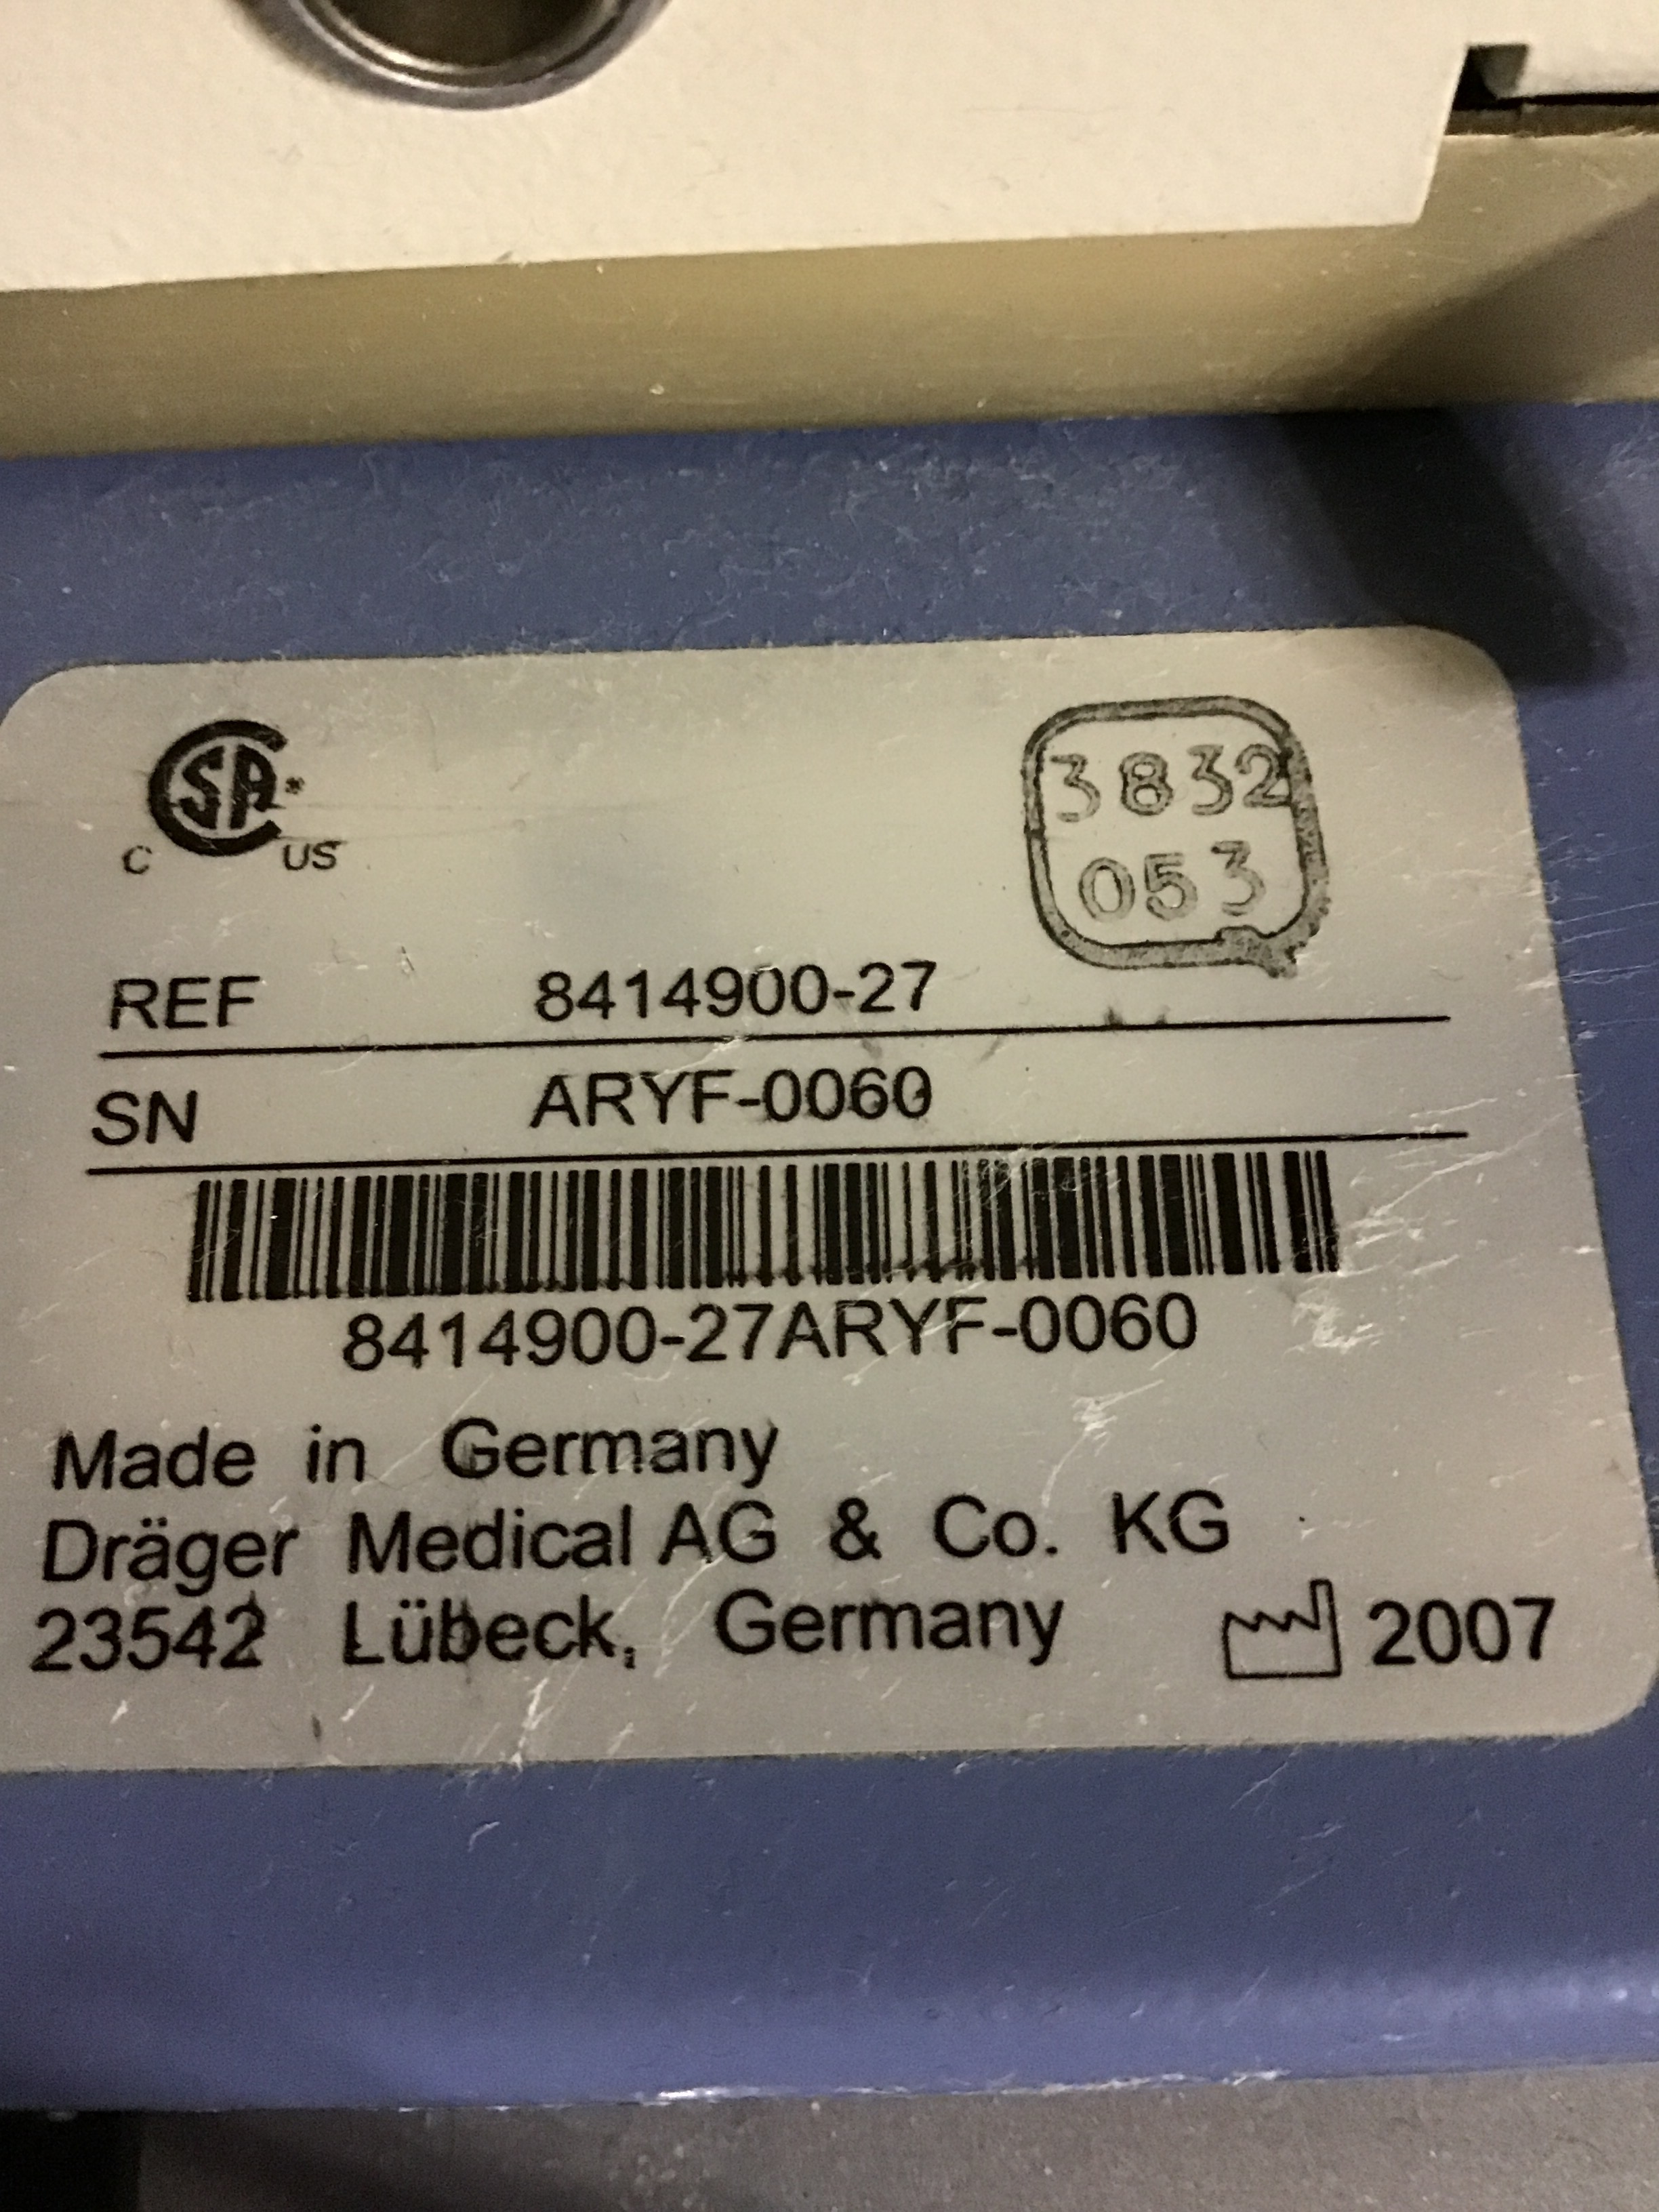 CSA
C US
3832
053
REF 8414900-27
SN ARYF-0060
8414900-27ARYF-0060
Made in Germany
Dräger Medical AG & Co. KG
23542 Lübeck, Germany 2007